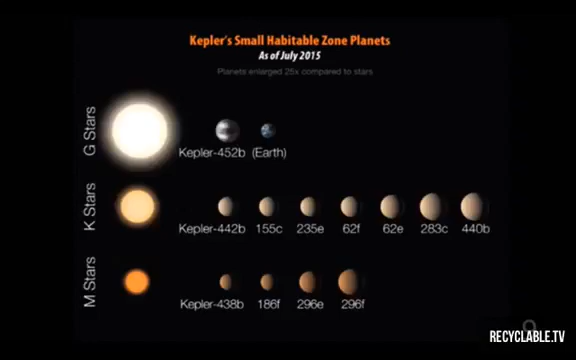 Kepler's Small Habitable Zone Planets
As of July 2015
Planets enlarged 25x compared to stars
G Stars
Kepler-452b (Earth)
K Stars
Kepler-442b 155c 235e 62f 62e 283c 440b
M Stars
Kepler-438b 186f 296e 296f
RECYCLABLE.TV